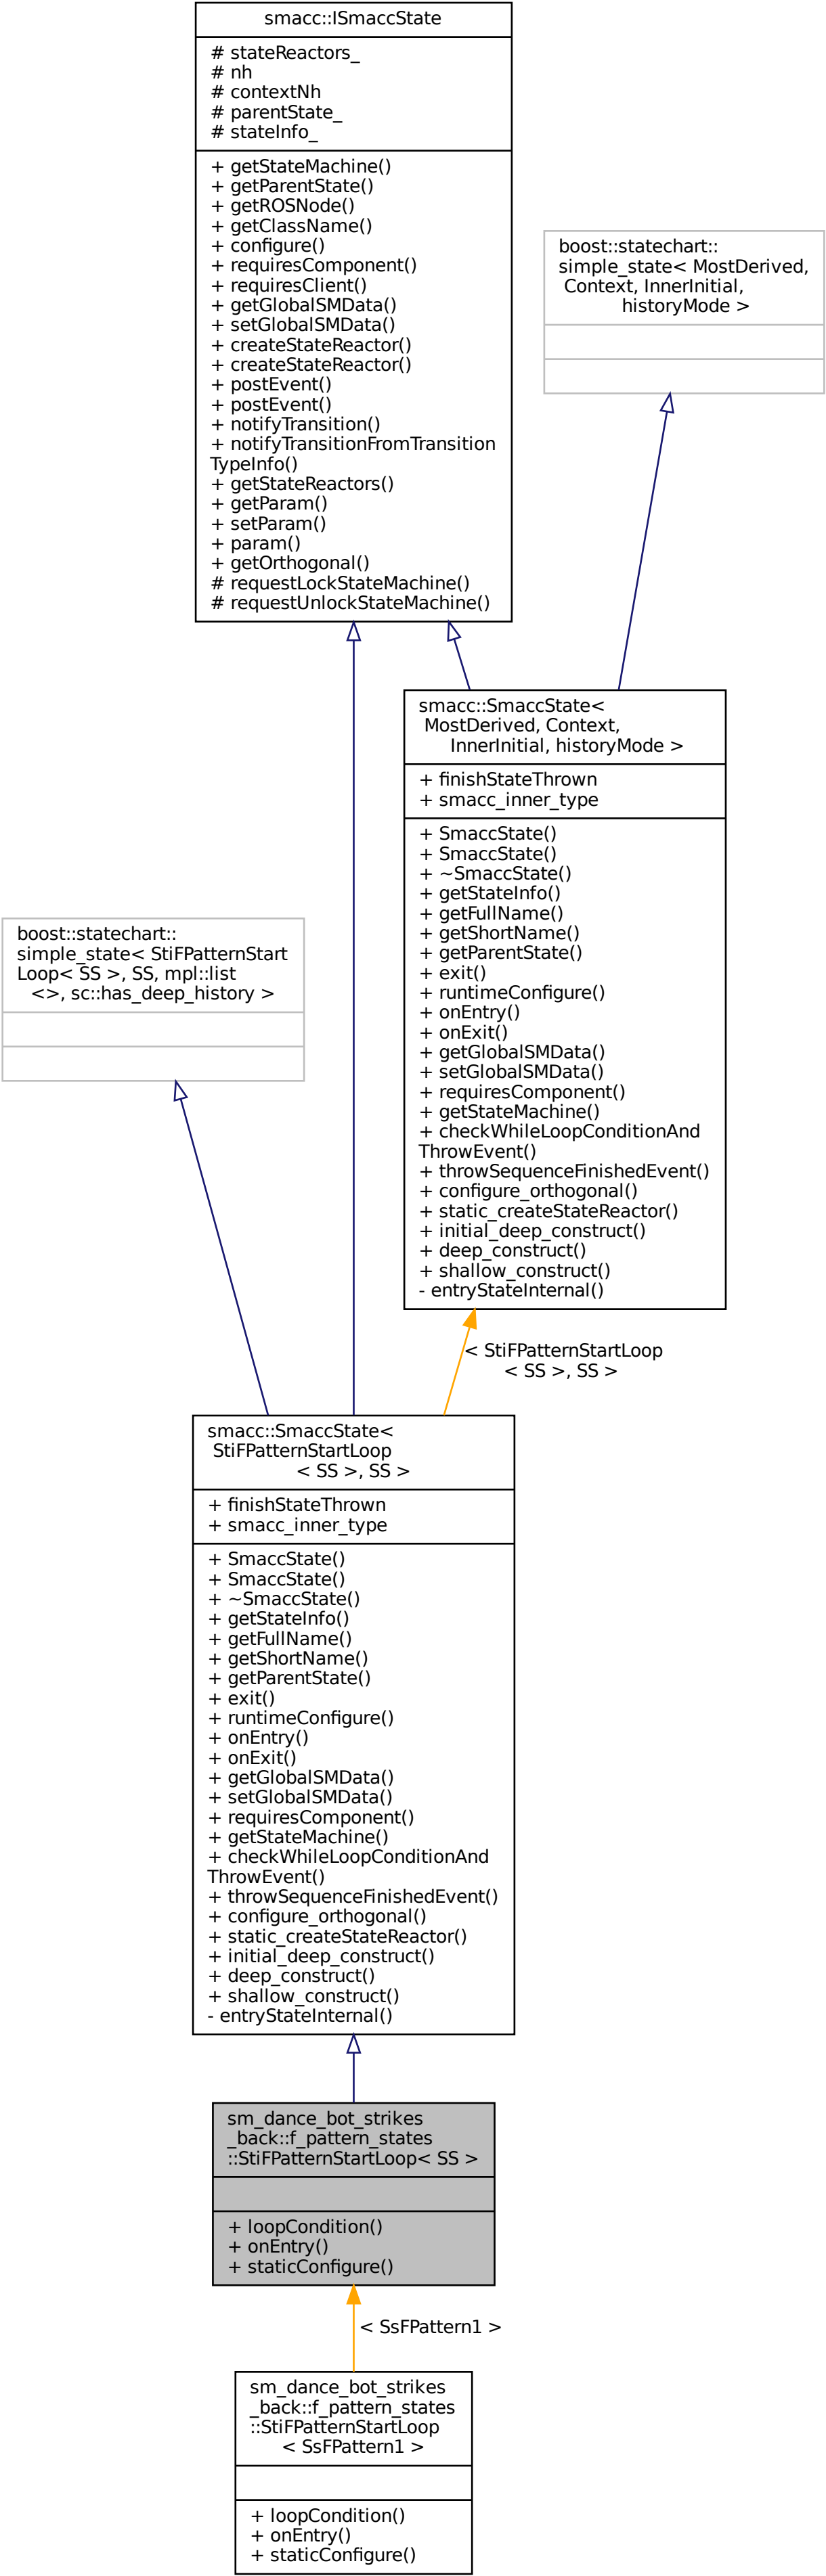 smacc::ISmaccState
# stateReactors_
# nh
# contextNh
# parentState_
# stateInfo_
+ getStateMachine()
+ getParentState()
+ getROSNode()
+ getClassName()
+ configure()
+ requiresComponent()
+ requiresClient()
+ getGlobalSMData()
+ setGlobalSMData()
+ createStateReactor()
+ createStateReactor()
+ postEvent()
+ postEvent()
+ notifyTransition()
+ notifyTransitionFromTransition
TypeInfo()
+ getStateReactors()
+ getParam()
+ setParam()
+ param()
+ getOrthogonal()
# requestLockStateMachine()
# requestUnlockStateMachine()
boost::statechart::
simple_state< MostDerived,
Context, InnerInitial,
historyMode >
smacc::SmaccState<
MostDerived, Context,
InnerInitial, historyMode >
+ finishStateThrown
+ smacc_inner_type
+ SmaccState()
+ SmaccState()
+ ~SmaccState()
+ getStateInfo()
+ getFullName()
+ getShortName()
+ getParentState()
+ exit()
+ runtimeConfigure()
+ onEntry()
+ onExit()
+ getGlobalSMData()
+ setGlobalSMData()
+ requiresComponent()
+ getStateMachine()
+ checkWhileLoopConditionAnd
ThrowEvent()
+ throwSequenceFinishedEvent()
+ configure_orthogonal()
+ static_createStateReactor()
+ initial_deep_construct()
+ deep_construct()
+ shallow_construct()
- entryStateInternal()
boost::statechart::
simple_state< StiFPatternStart
Loop< SS >, SS, mpl::list
<>, sc::has_deep_history >
< StiFPatternStartLoop
< SS >, SS >
smacc::SmaccState<
StiFPatternStartLoop
< SS >, SS >
+ finishStateThrown
+ smacc_inner_type
+ SmaccState()
+ SmaccState()
+ ~SmaccState()
+ getStateInfo()
+ getFullName()
+ getShortName()
+ getParentState()
+ exit()
+ runtimeConfigure()
+ onEntry()
+ onExit()
+ getGlobalSMData()
+ setGlobalSMData()
+ requiresComponent()
+ getStateMachine()
+ checkWhileLoopConditionAnd
ThrowEvent()
+ throwSequenceFinishedEvent()
+ configure_orthogonal()
+ static_createStateReactor()
+ initial_deep_construct()
+ deep_construct()
+ shallow_construct()
- entryStateInternal()
sm_dance_bot_strikes
_back::f_pattern_states
::StiFPatternStartLoop< SS >
+ loopCondition()
+ onEntry()
+ staticConfigure()
< SsFPattern1 >
sm_dance_bot_strikes
_back::f_pattern_states
::StiFPatternStartLoop
< SsFPattern1 >
+ loopCondition()
+ onEntry()
+ staticConfigure()